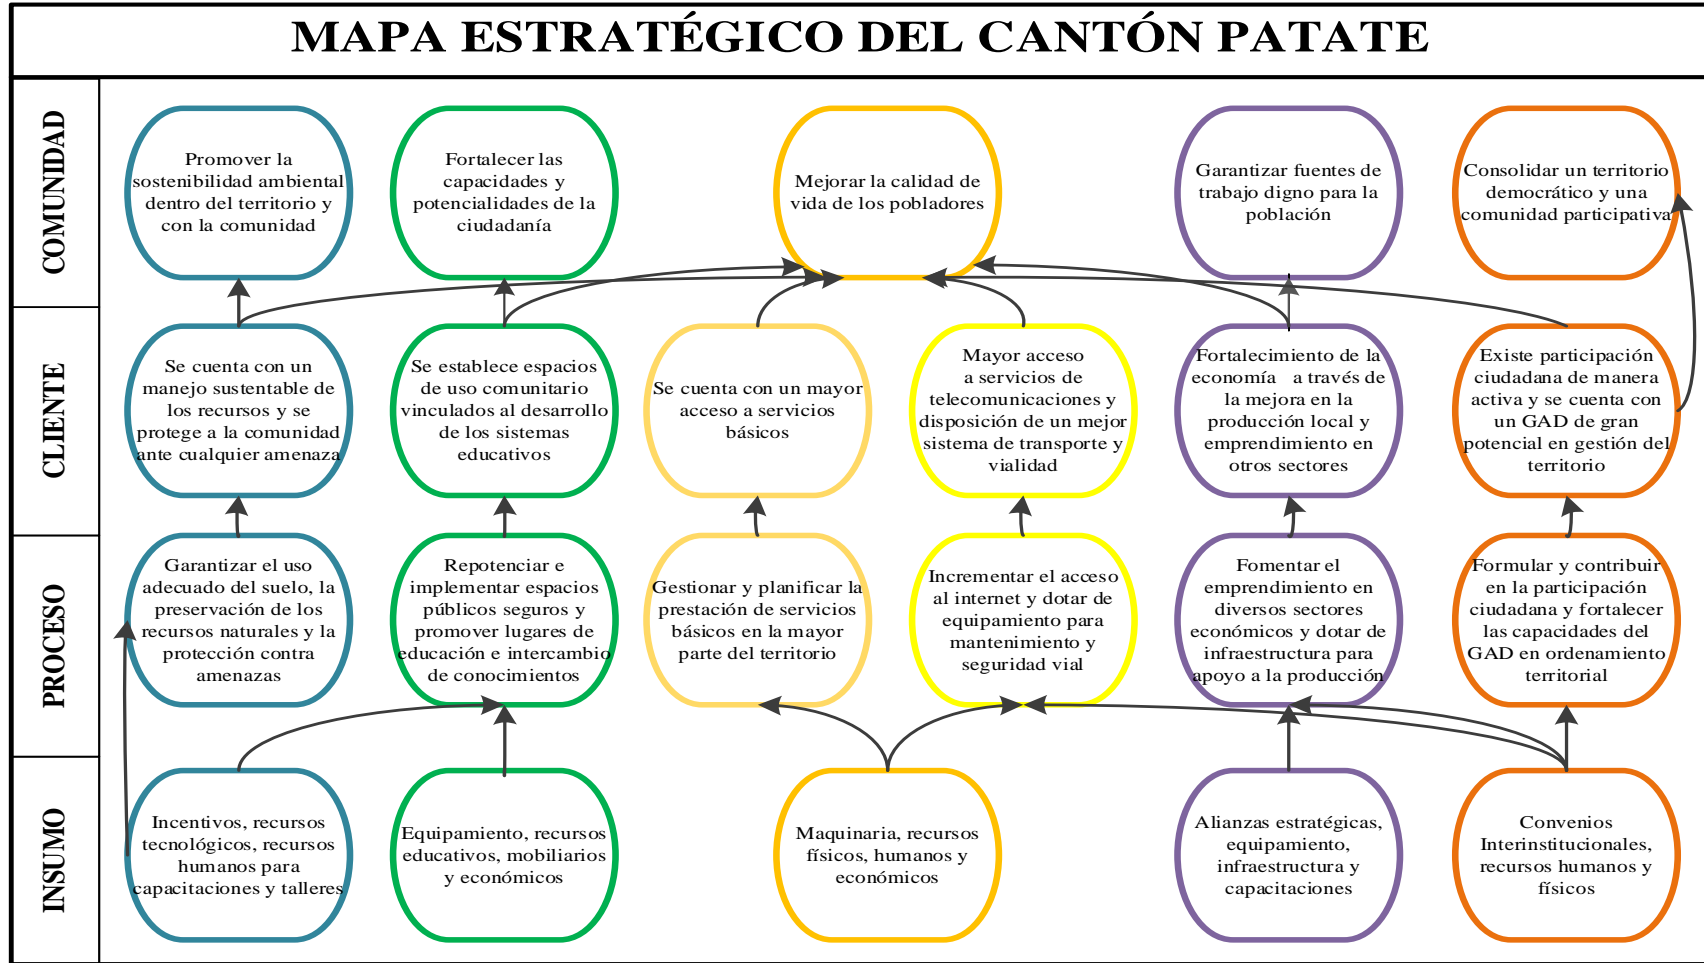 MAPA ESTRATÉGICO DEL CANTÓN PATATE
COMUNIDAD
Promover la
sostenibilidad ambiental
dentro del territorio y
con la comunidad
Fortalecer las
capacidades y
potencialidades de la
ciudadanía
Mejorar la calidad de
vida de los pobladores
Garantizar fuentes de
trabajo digno para la
población
Consolidar un territorio
democrático y una
comunidad participativa
CLIENTE
Se cuenta con un
manejo sustentable de
los recursos y se
protege a la comunidad
ante cualquier amenaza
Se establece espacios
de uso comunitario
vinculados al desarrollo
de los sistemas
educativos
Se cuenta con un mayor
acceso a servicios
básicos
Mayor acceso
a servicios de
telecomunicaciones y
disposición de un mejor
sistema de transporte y
vialidad
Fortalecimiento de la
economía a través de
la mejora en la
producción local y
emprendimiento en
otros sectores
Existe participación
ciudadana de manera
activa y se cuenta con
un GAD de gran
potencial en gestión del
territorio
PROCESO
Garantizar el uso
adecuado del suelo, la
preservación de los
recursos naturales y la
protección contra
amenazas
Repotenciar e
implementar espacios
públicos seguros y
promover lugares de
educación e intercambio
de conocimientos
Gestionar y planificar la
prestación de servicios
básicos en la mayor
parte del territorio
Incrementar el acceso
al internet y dotar de
equipamiento para
mantenimiento y
seguridad vial
Fomentar el
emprendimiento en
diversos sectores
económicos y dotar de
infraestructura para
apoyo a la producción
Formular y contribuir
en la participación
ciudadana y fortalecer
las capacidades del
GAD en ordenamiento
territorial
INSUMO
Incentivos, recursos
tecnológicos, recursos
humanos para
capacitaciones y talleres
Equipamiento, recursos
educativos, mobiliarios
y económicos
Maquinaria, recursos
físicos, humanos y
económicos
Alianzas estratégicas,
equipamiento,
infraestructura y
capacitaciones
Convenios
Interinstitucionales,
recursos humanos y
físicos